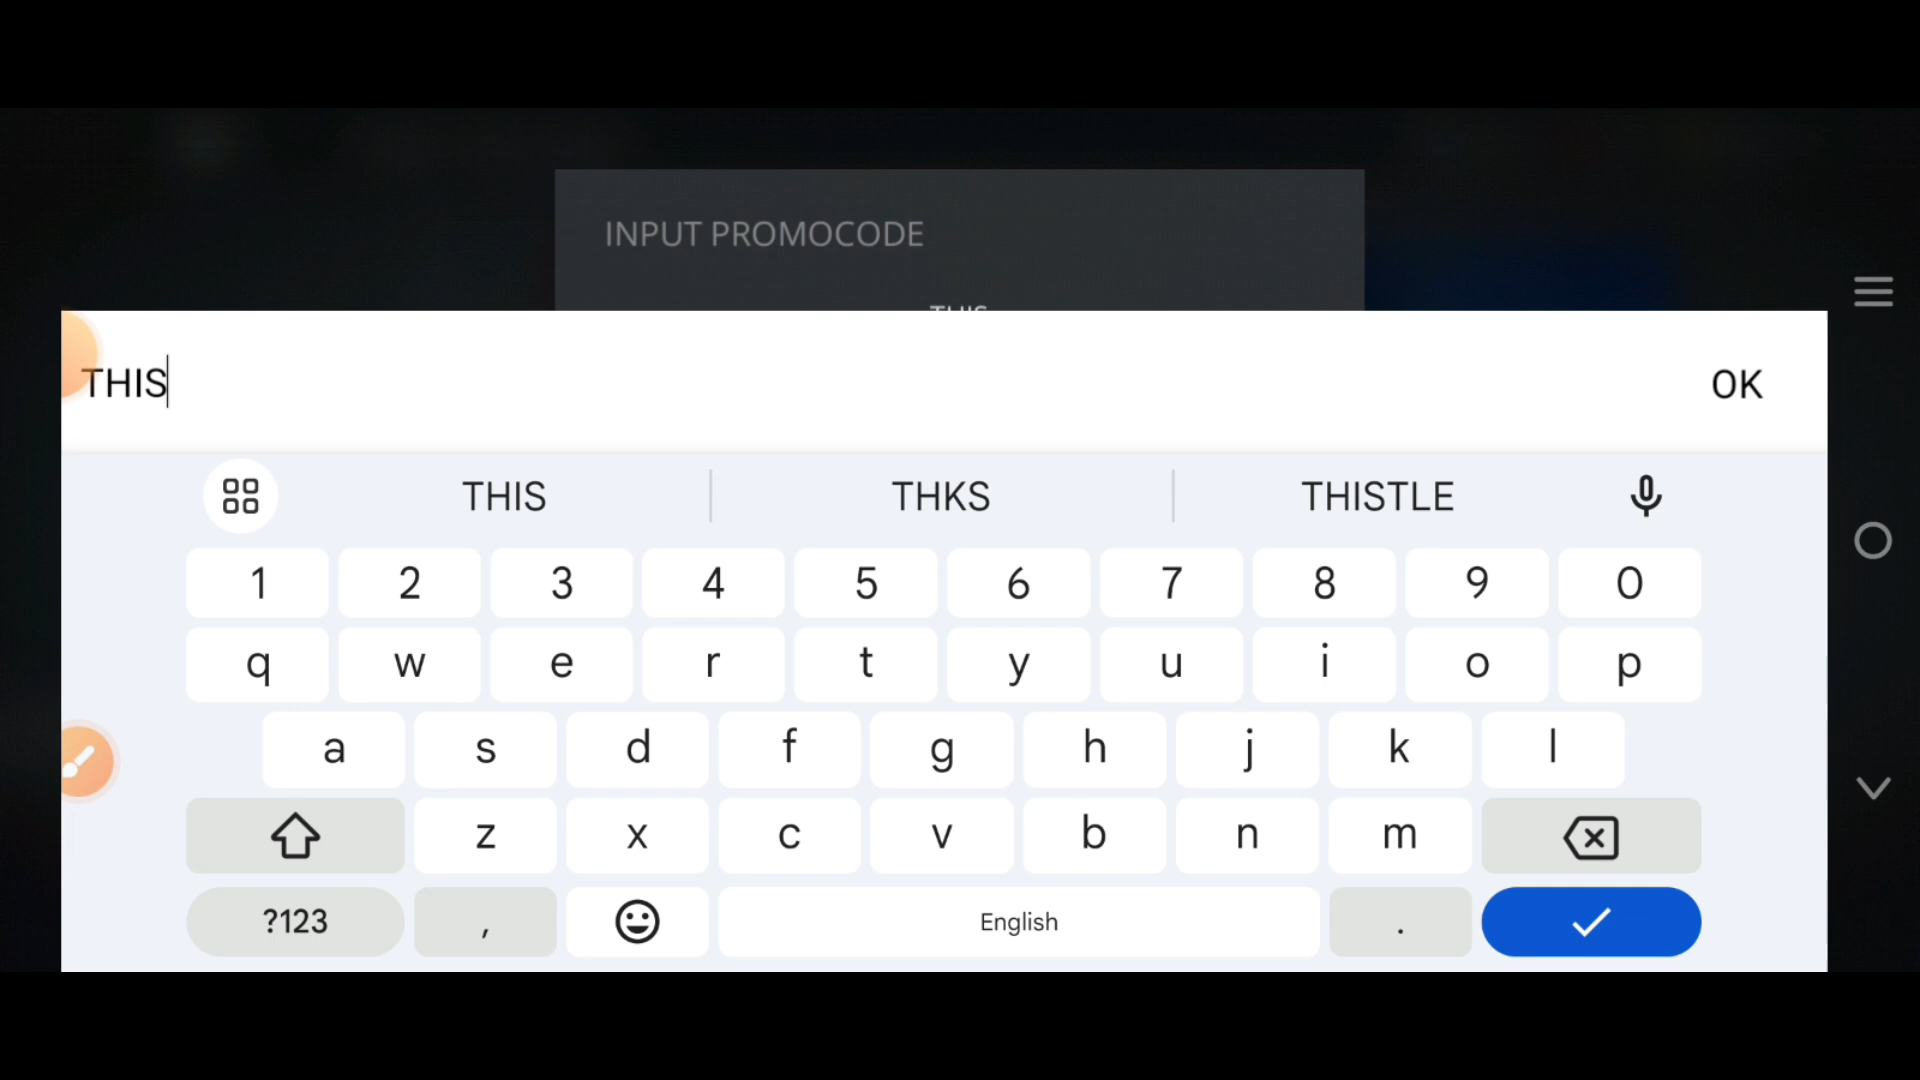 INPUT PROMOCODE
THIS
THIS
OK
THIS THKS THISTLE
1 2 3 4 5 6 7 8 9 0
q w e r t y u i o p
a s d f g h j k l
z x c v b n m
?123 , English .